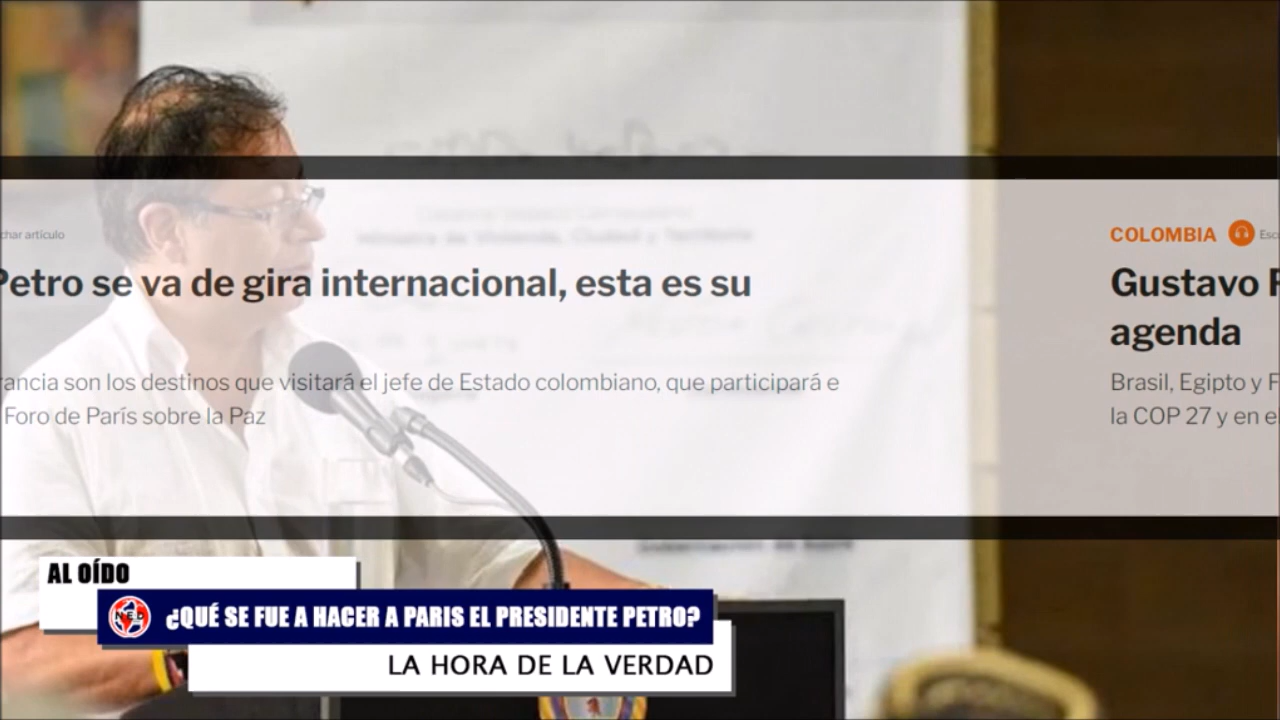 char artículo
Petro se va de gira internacional, esta es su
rancia son los destinos que visitará el jefe de Estado colombiano, que participará e
Foro de París sobre la Paz
COLOMBIA
Esc
Gustavo P
agenda
Brasil, Egipto y F
la COP 27 y en e
AL OÍDO
¿QUÉ SE FUE A HACER A PARIS EL PRESIDENTE PETRO?
LA HORA DE LA VERDAD